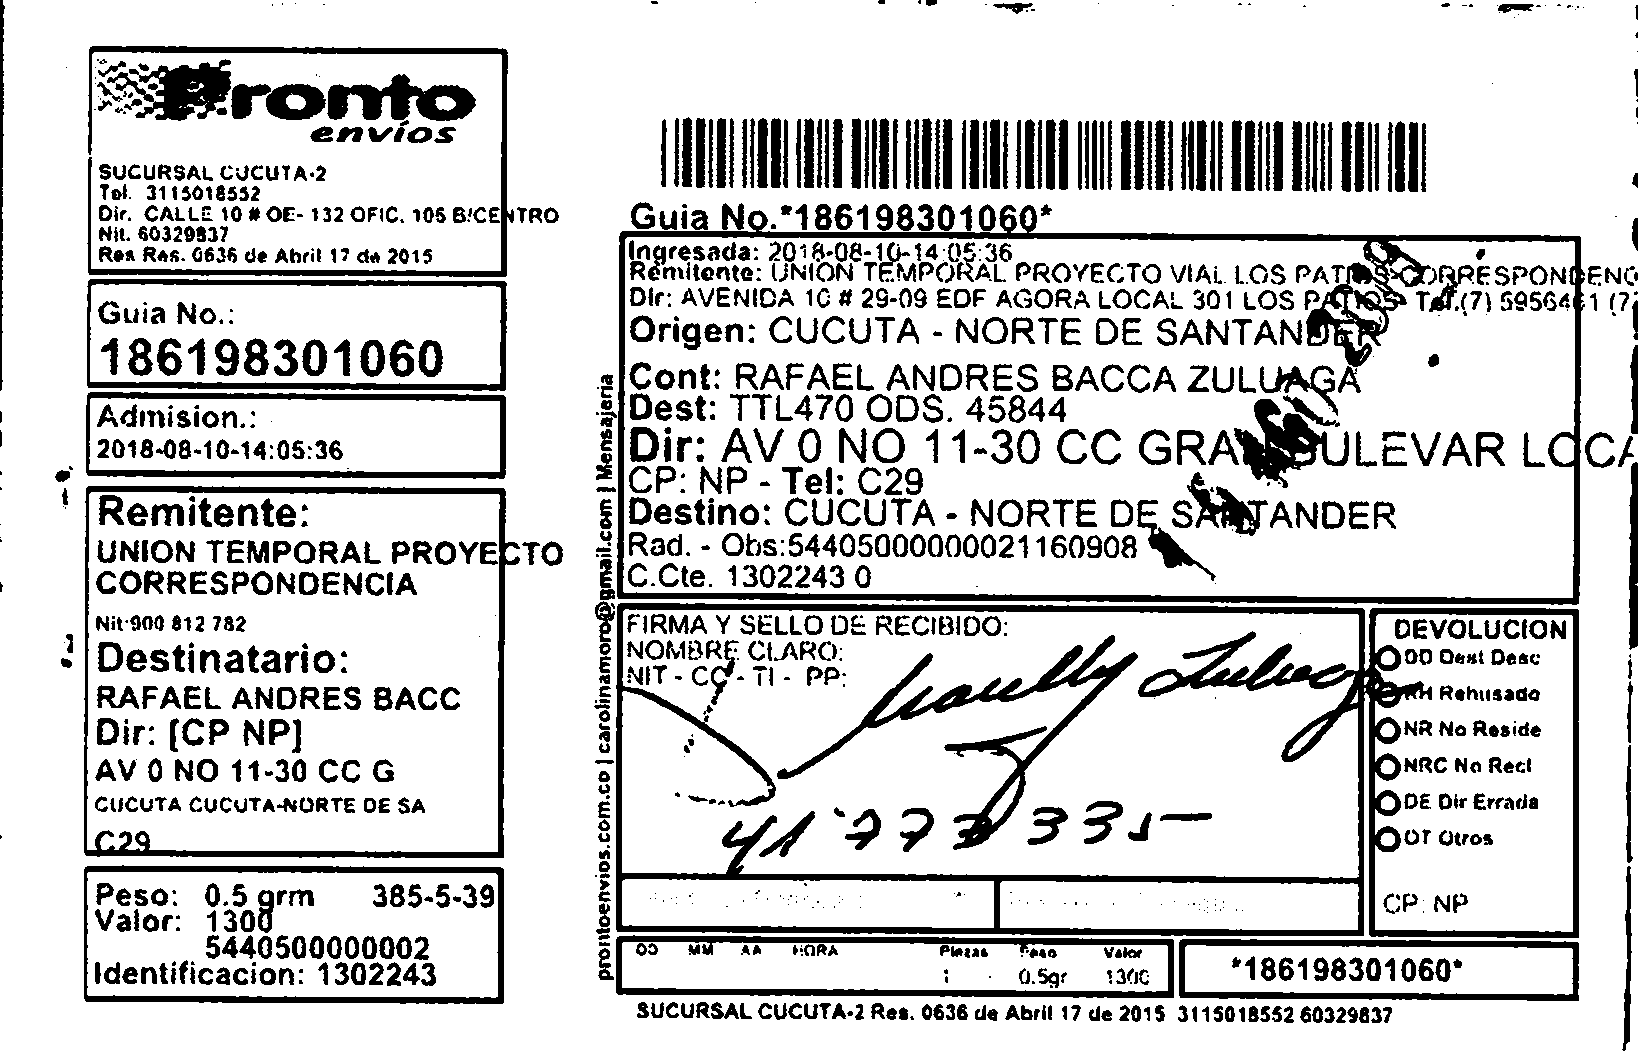 Pronto
envíos
SUCURSAL CUCUTA-2
Tel. 3115018552
Dir. CALLE 10 # OE- 132 OFIC. 105 B/CENTRO
Nit. 60329837
Res Res. 0636 de Abril 17 de 2015
Guia No.:
186198301060
Admision.:
2018-08-10-14:05:36
Remitente:
UNION TEMPORAL PROYECTO
CORRESPONDENCIA
Nit:900 812 782
Destinatario:
RAFAEL ANDRES BACC
Dir: [CP NP]
AV 0 NO 11-30 CC G
CUCUTA CUCUTA-NORTE DE SA
C29
Peso: 0.5 grm 385-5-39
Valor: 1300
5440500000002
Identificacion: 1302243
prontoenvios.com.co | carolinamoro@gmail.com | Mensajeria
Guia No.*186198301060*
Ingresada: 2018-08-10-14:05:36
Remitente: UNION TEMPORAL PROYECTO VIAL LOS PATIOS-CORRESPONDENC
Dir: AVENIDA 10 # 29-09 EDF AGORA LOCAL 301 LOS PATIOS Tel.(7) (7
Origen: CUCUTA - NORTE DE SANTANDER
Cont: RAFAEL ANDRES BACCA ZULUAGA
Dest: TTL470 ODS. 45844
Dir: AV 0 NO 11-30 CC GRAN BULEVAR LOCA
CP: NP - Tel: C29
Destino: CUCUTA - NORTE DE SANTANDER
Rad. - Obs:54405000000021160908
C.Cte. 1302243 0
FIRMA Y SELLO DE RECIBIDO:
NOMBRE CLARO:
NIT - CC - TI - PP:
Zuluaga
DEVOLUCION
DD Dest Desc
RH Rehusado
NR No Reside
NRC No Recl
DE Dir Errada
OT Otros
CP: NP
DD MM AA HORA Piezas Peso Valor
1 0.5gr 1300
*186198301060*
SUCURSAL CUCUTA-2 Res. 0636 de Abril 17 de 2015 3115018552 60329837